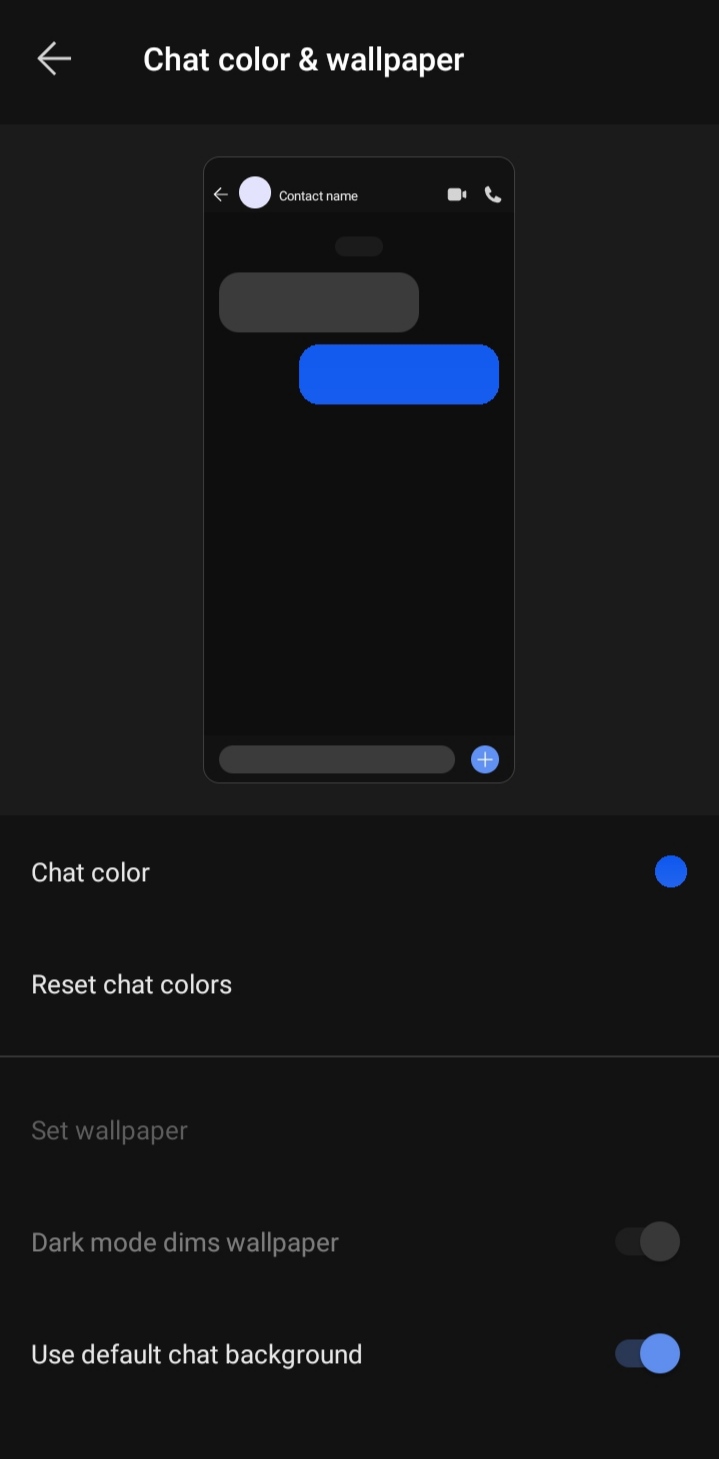 Chat color & wallpaper
Contact name
Chat color
Reset chat colors
Set wallpaper
Dark mode dims wallpaper
Use default chat background